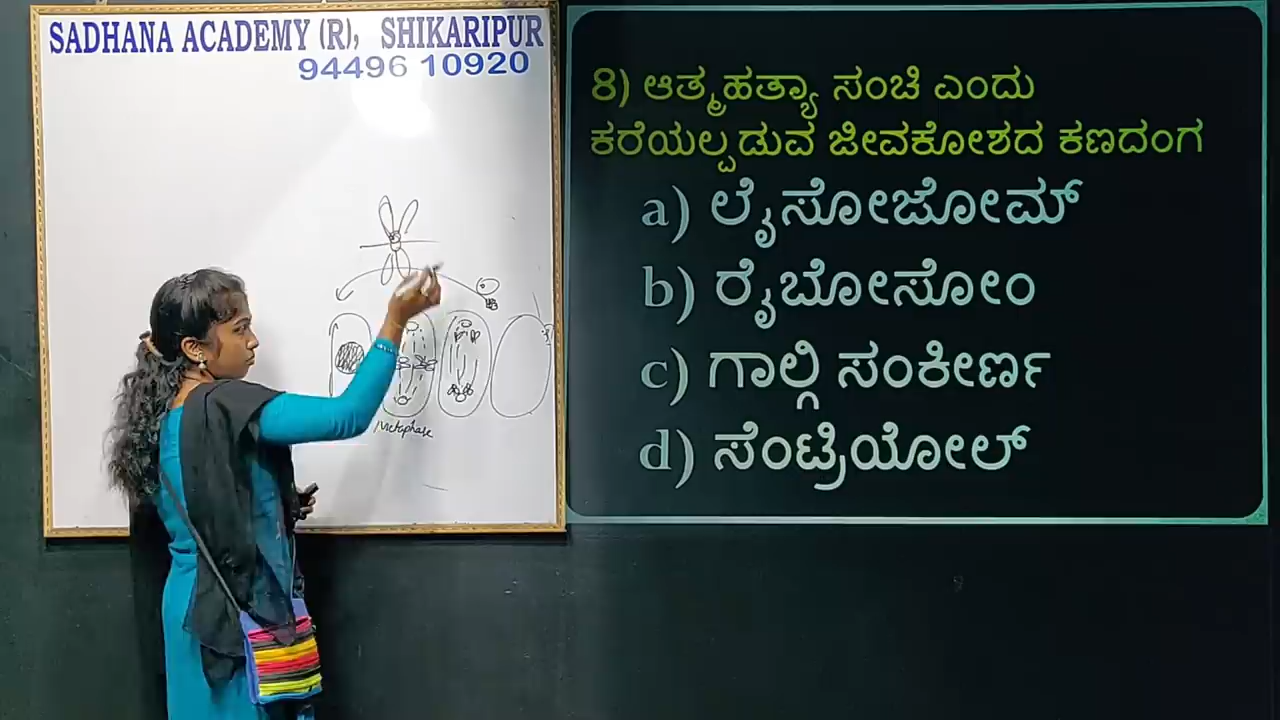 SADHANA ACADEMY (R), SHIKARIPUR
94496 10920
Metaphase
8) ಆತ್ಮಹತ್ಯಾ ಸಂಚಿ ಎಂದು
ಕರೆಯಲ್ಪಡುವ ಜೀವಕೋಶದ ಕಣದಂಗ
a) ಲೈಸೋಜೋಮ್
b) ರೈಬೋಸೋಂ
c) ಗಾಲ್ಗಿ ಸಂಕೀರ್ಣ
d) ಸೆಂಟ್ರಿಯೋಲ್